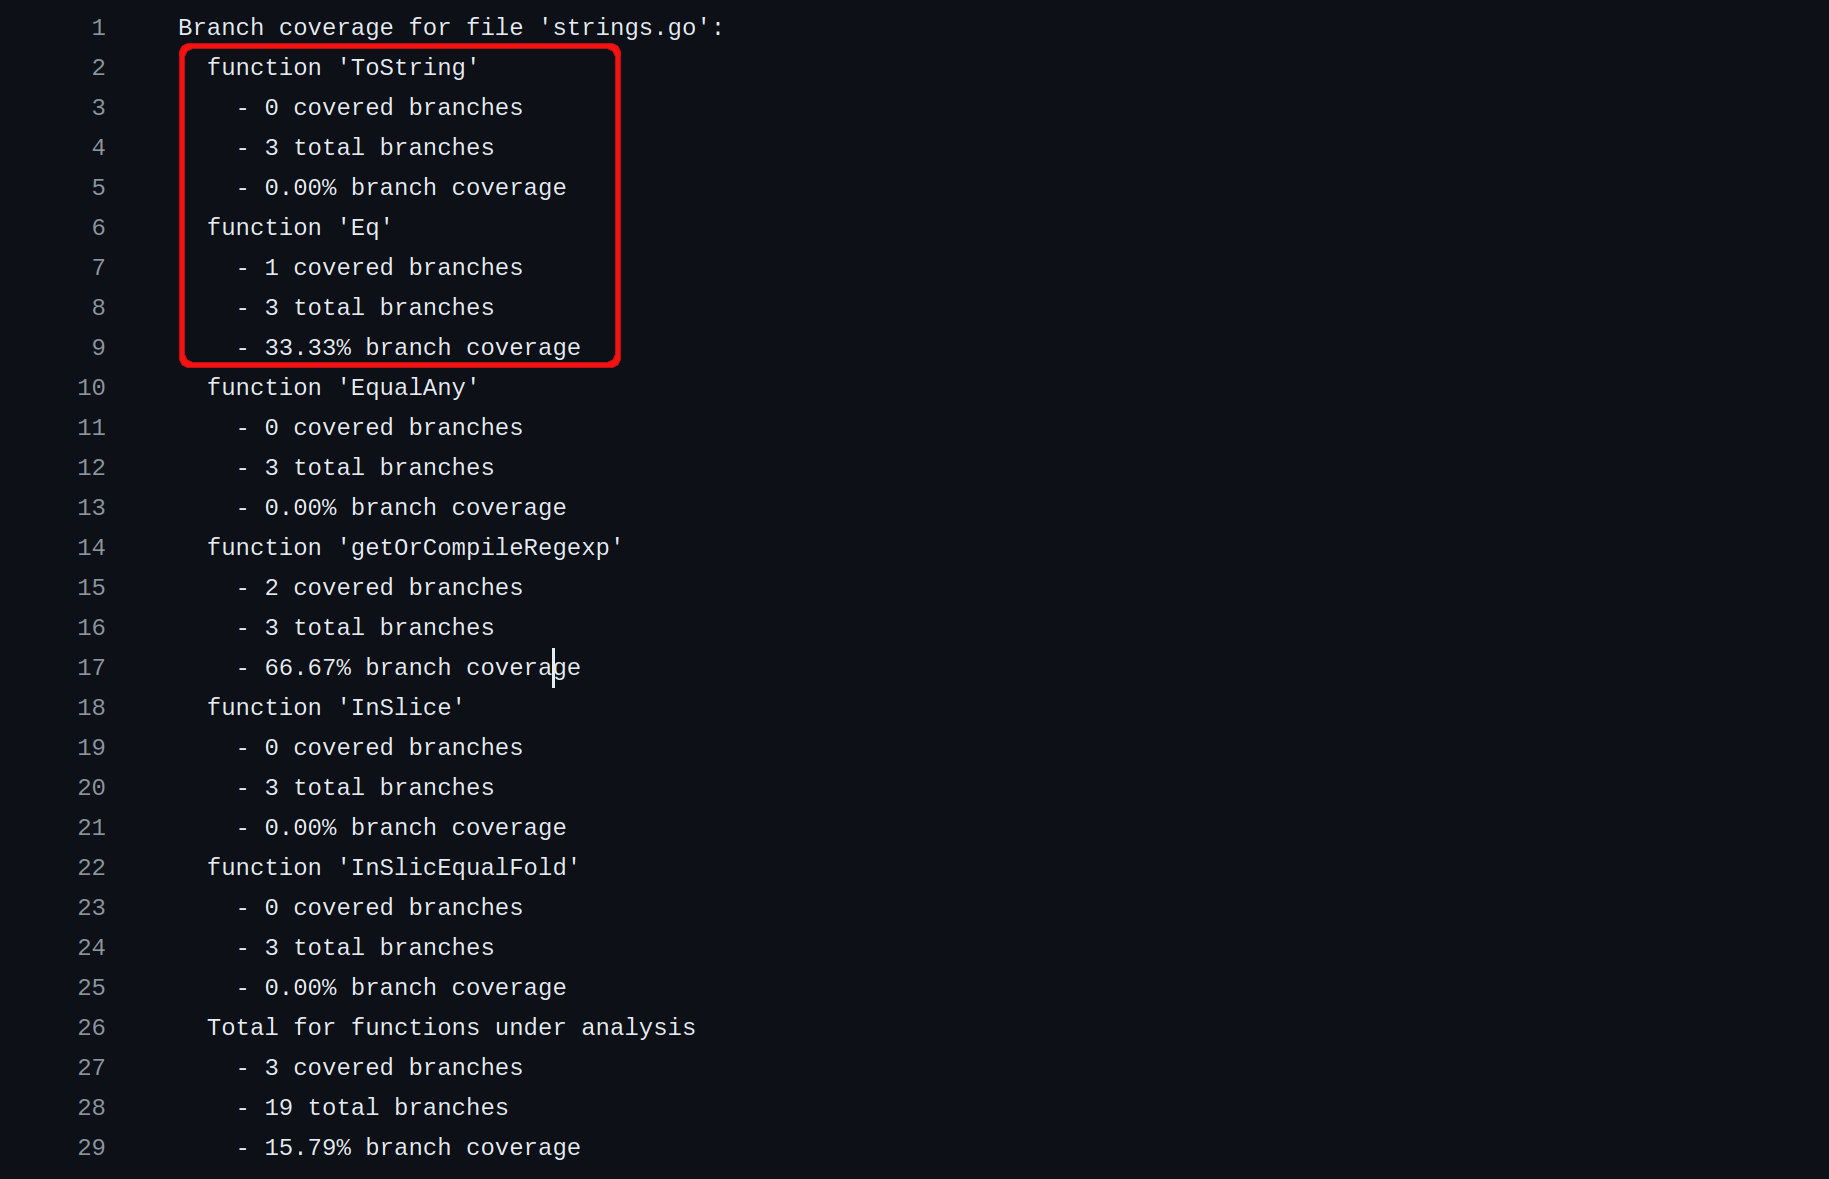 1 Branch coverage for file 'strings.go':
2 function 'ToString'
3 - 0 covered branches
4 - 3 total branches
5 - 0.00% branch coverage
6 function 'Eq'
7 - 1 covered branches
8 - 3 total branches
9 - 33.33% branch coverage
10 function 'EqualAny'
11 - 0 covered branches
12 - 3 total branches
13 - 0.00% branch coverage
14 function 'getOrCompileRegexp'
15 - 2 covered branches
16 - 3 total branches
17 - 66.67% branch coverage
18 function 'InSlice'
19 - 0 covered branches
20 - 3 total branches
21 - 0.00% branch coverage
22 function 'InSlicEqualFold'
23 - 0 covered branches
24 - 3 total branches
25 - 0.00% branch coverage
26 Total for functions under analysis
27 - 3 covered branches
28 - 19 total branches
29 - 15.79% branch coverage